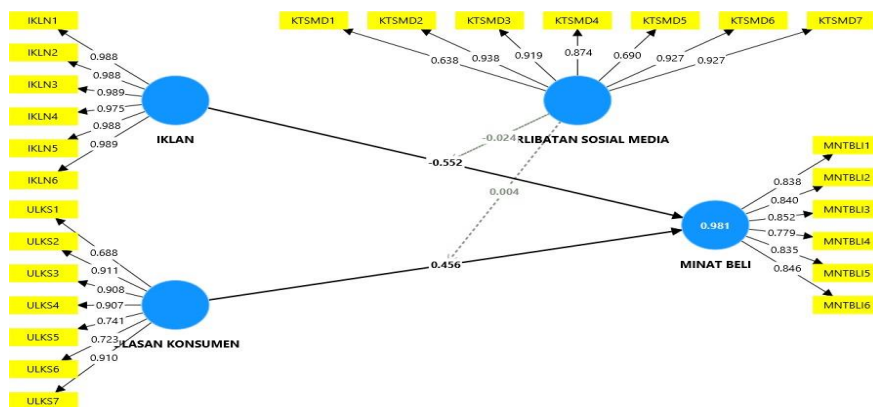 IKLN1
IKLN2
IKLN3
IKLN4
IKLN5
IKLN6
0.988
0.988
0.989
0.975
0.988
0.989
IKLAN
KTSMD1
KTSMD2
KTSMD3
KTSMD4
KTSMD5
KTSMD6
KTSMD7
0.638
0.938
0.919
0.874
0.690
0.927
0.927
RLIBATAN SOSIAL MEDIA
-0.024
-0.552
0.004
0.456
ULKS1
ULKS2
ULKS3
ULKS4
ULKS5
ULKS6
ULKS7
0.688
0.911
0.908
0.907
0.741
0.723
0.910
LASAN KONSUMEN
MNTBLI1
MNTBLI2
MNTBLI3
MNTBLI4
MNTBLI5
MNTBLI6
0.838
0.840
0.852
0.779
0.835
0.846
0.981
MINAT BELI